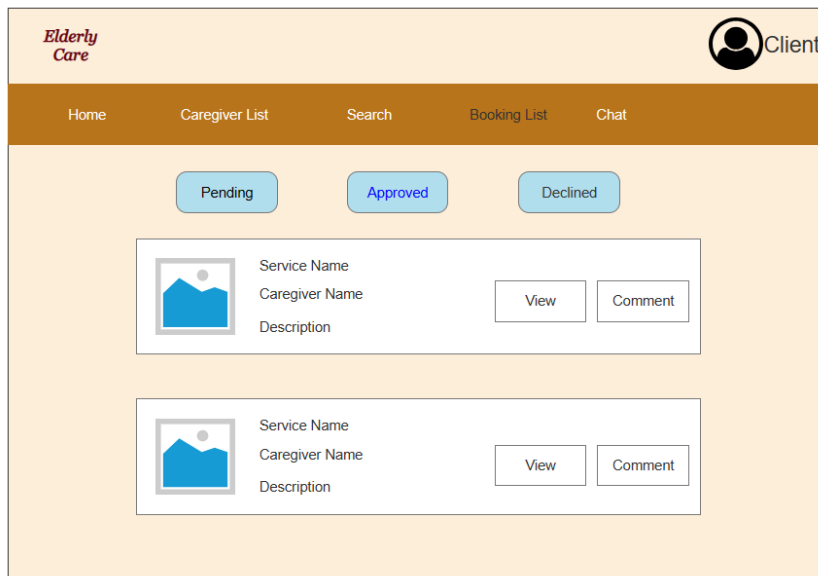 Elderly
Care
Client
Home Caregiver List Search Booking List Chat
Pending Approved Declined
Service Name
Caregiver Name
Description
View Comment
Service Name
Caregiver Name
Description
View Comment